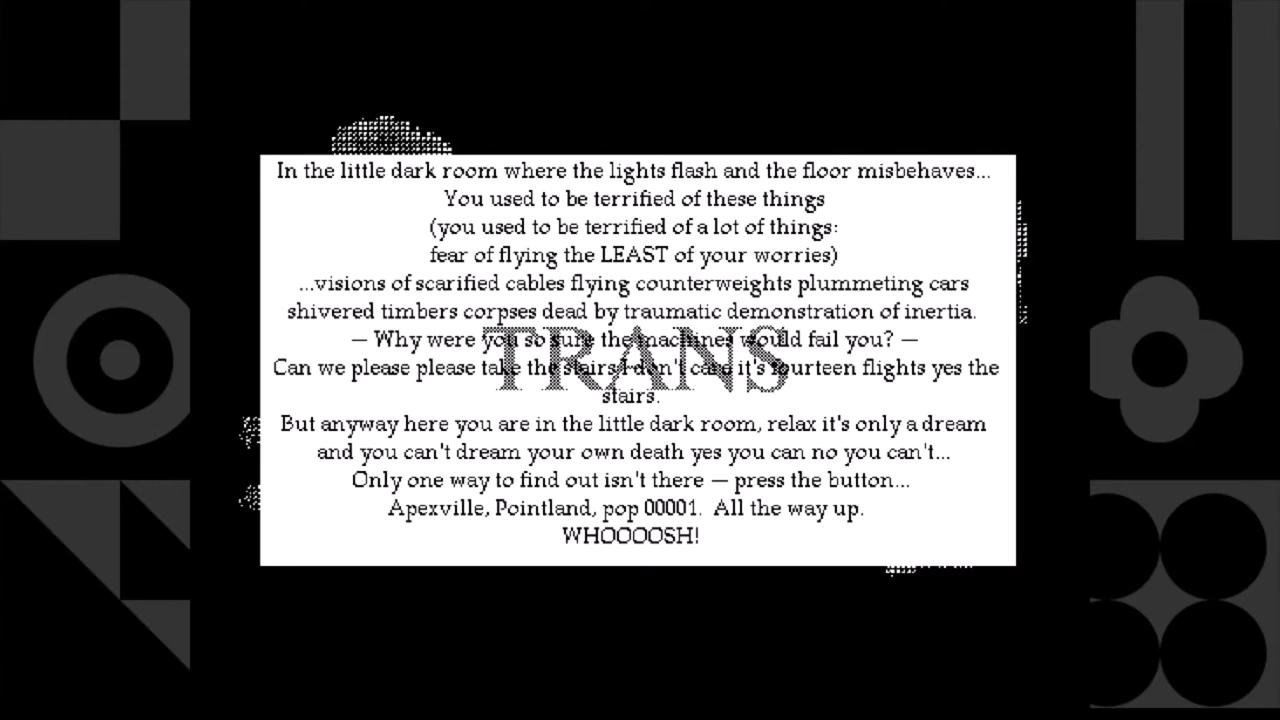 In the little dark room where the lights flash and the floor misbehaves...
You used to be terrified of these things
(you used to be terrified of a lot of things:
fear of flying the LEAST of your worries)
...visions of scarified cables flying counterweights plummeting cars
shivered timbers corpses dead by traumatic demonstration of inertia.
— Why were you so sure the machines would fail you? —
Can we please please take the stairs I don't care it's fourteen flights yes the
stairs.
TRANS
But anyway here you are in the little dark room, relax it's only a dream
and you can't dream your own death yes you can no you can't...
Only one way to find out isn't there — press the button...
Apexville, Pointland, pop 00001.  All the way up.
WHOOOOSH!